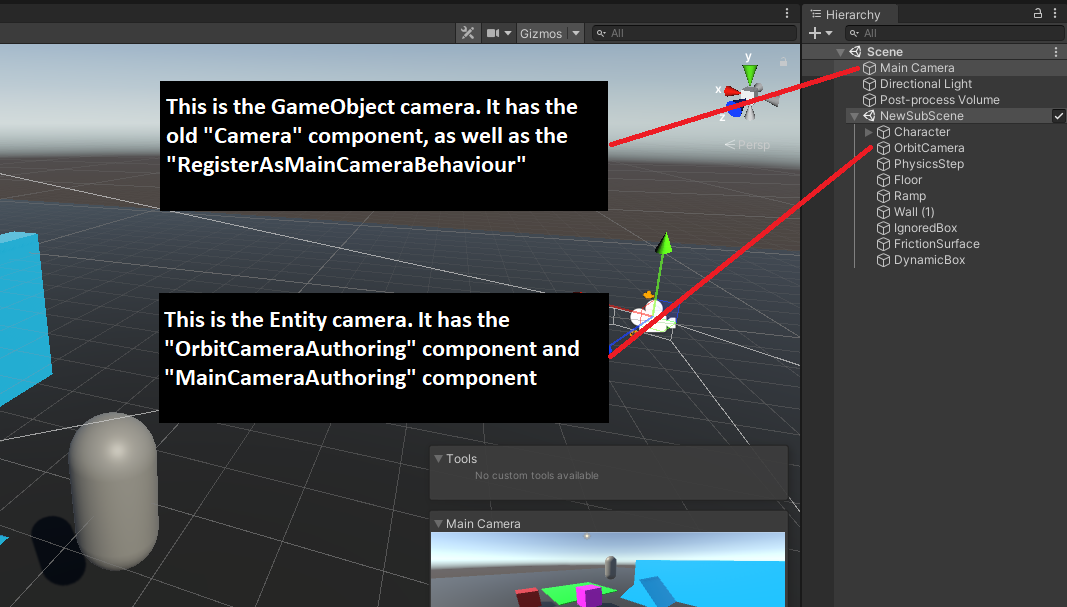 Hierarchy
Gizmos
All
All
Scene
Main Camera
Directional Light
Post-process Volume
NewSubScene
Character
OrbitCamera
PhysicsStep
Floor
Ramp
Wall (1)
IgnoredBox
FrictionSurface
DynamicBox
y
x
z
Persp
This is the GameObject camera. It has the
old "Camera" component, as well as the
"RegisterAsMainCameraBehaviour"
This is the Entity camera. It has the
"OrbitCameraAuthoring" component and
"MainCameraAuthoring" component
Tools
No custom tools available
Main Camera